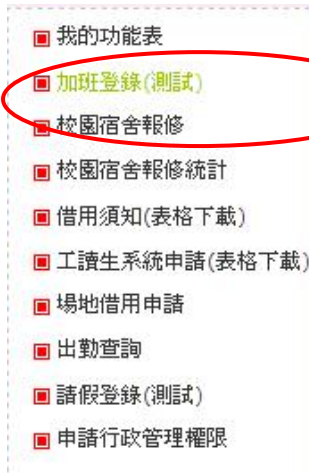 我的功能表
加班登錄(測試)
校園宿舍報修
校園宿舍報修統計
借用須知(表格下載)
工讀生系統申請(表格下載)
場地借用申請
出勤查詢
請假登錄(測試)
申請行政管理權限